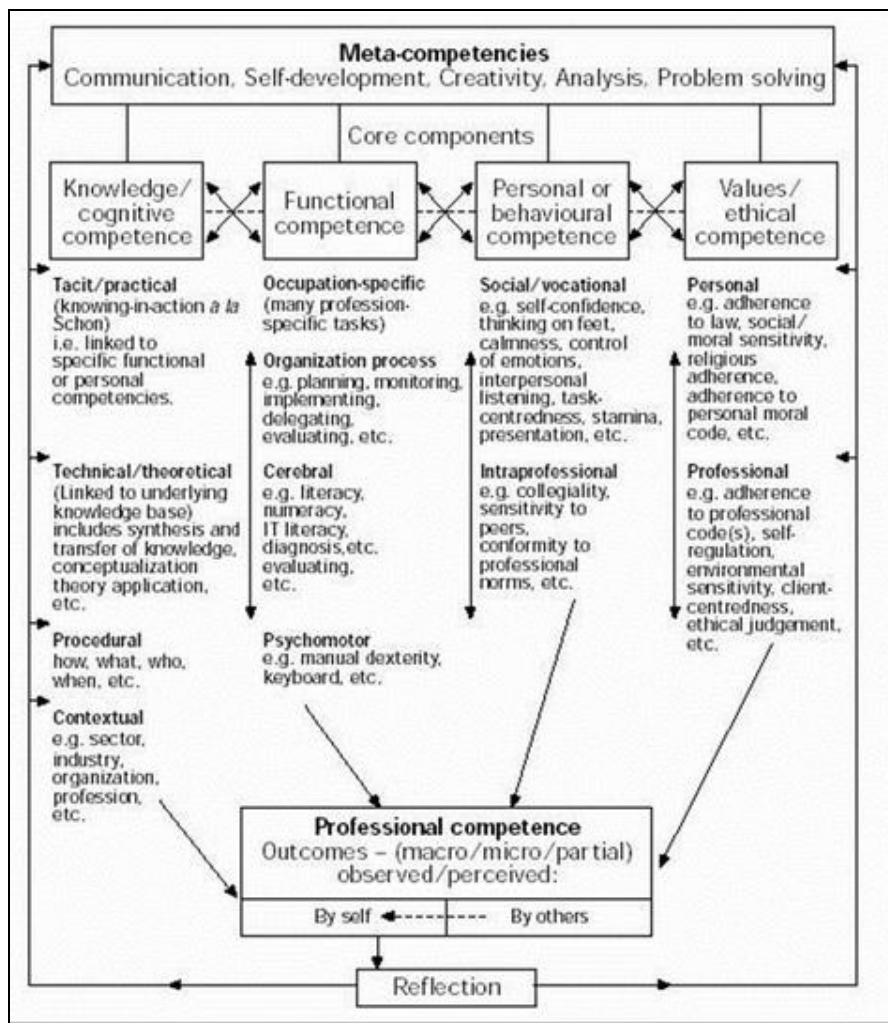 Meta-competencies
Communication, Self-development, Creativity, Analysis, Problem solving
Core components
Knowledge/
cognitive
competence
Functional
competence
Personal or
behavioural
competence
Values/
ethical
competence
Tacit/practical
(knowing-in-action a la
Schon)
i.e. linked to
specific functional
or personal
competencies.
Technical/theoretical
(Linked to underlying
knowledge base)
includes synthesis and
transfer of knowledge,
conceptualization
theory application,
etc.
Procedural
how, what, who,
when, etc.
Contextual
e.g. sector,
industry,
organization,
profession,
etc.
Occupation-specific
(many profession-
specific tasks)
Organization process
e.g. planning, monitoring,
implementing,
delegating,
evaluating, etc.
Cerebral
e.g. literacy,
numeracy,
IT literacy,
diagnosis,etc.
evaluating,
etc.
Psychomotor
e.g. manual dexterity,
keyboard, etc.
Social/vocational
e.g. self-confidence,
thinking on feet,
calmness, control
of emotions,
interpersonal
listening, task-
centredness, stamina,
presentation, etc.
Intraprofessional
e.g. collegiality,
sensitivity to
peers,
conformity to
professional
norms, etc.
Personal
e.g. adherence
to law, social/
moral sensitivity,
religious
adherence,
adherence to
personal moral
code, etc.
Professional
e.g. adherence
to professional
code(s), self-
regulation,
environmental
sensitivity, client-
centredness,
ethical judgement,
etc.
Professional competence
Outcomes – (macro/micro/partial)
observed/perceived:
By self
By others
Reflection